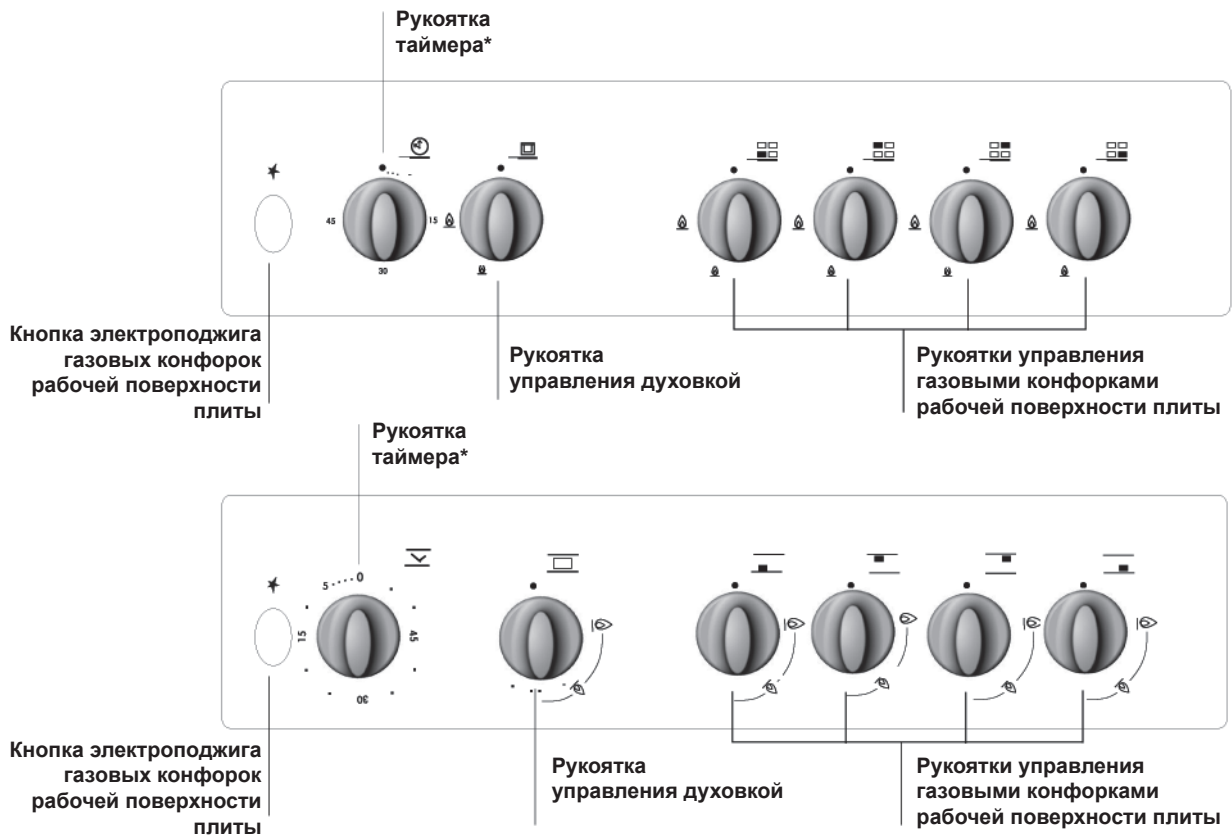 Рукоятка
таймера*
45
15
30
Кнопка электроподжига
газовых конфорок
рабочей поверхности
плиты
Рукоятка
управления духовкой
Рукоятки управления
газовыми конфорками
рабочей поверхности плиты
Рукоятка
таймера*
5
0
15
45
30
Кнопка электроподжига
газовых конфорок
рабочей поверхности
плиты
Рукоятка
управления духовкой
Рукоятки управления
газовыми конфорками
рабочей поверхности плиты